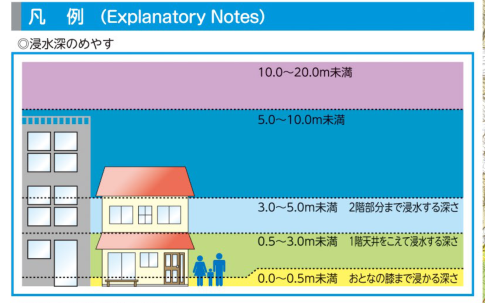 凡 例 (Explanatory Notes)
◎浸水深のめやす
10.0～20.0m未満
5.0～10.0m未満
3.0～5.0m未満 2階部分まで浸水する深さ
0.5～3.0m未満 1階天井をこえて浸水する深さ
0.0～0.5m未満 おとなの膝まで浸かる深さ